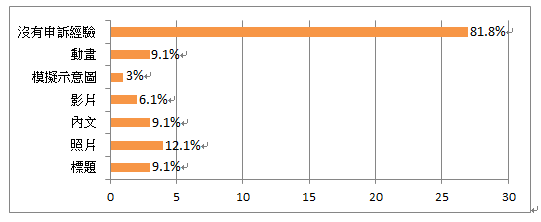 沒有申訴經驗 81.8%
動畫 9.1%
模擬示意圖 3%
影片 6.1%
內文 9.1%
照片 12.1%
標題 9.1%
0 5 10 15 20 25 30